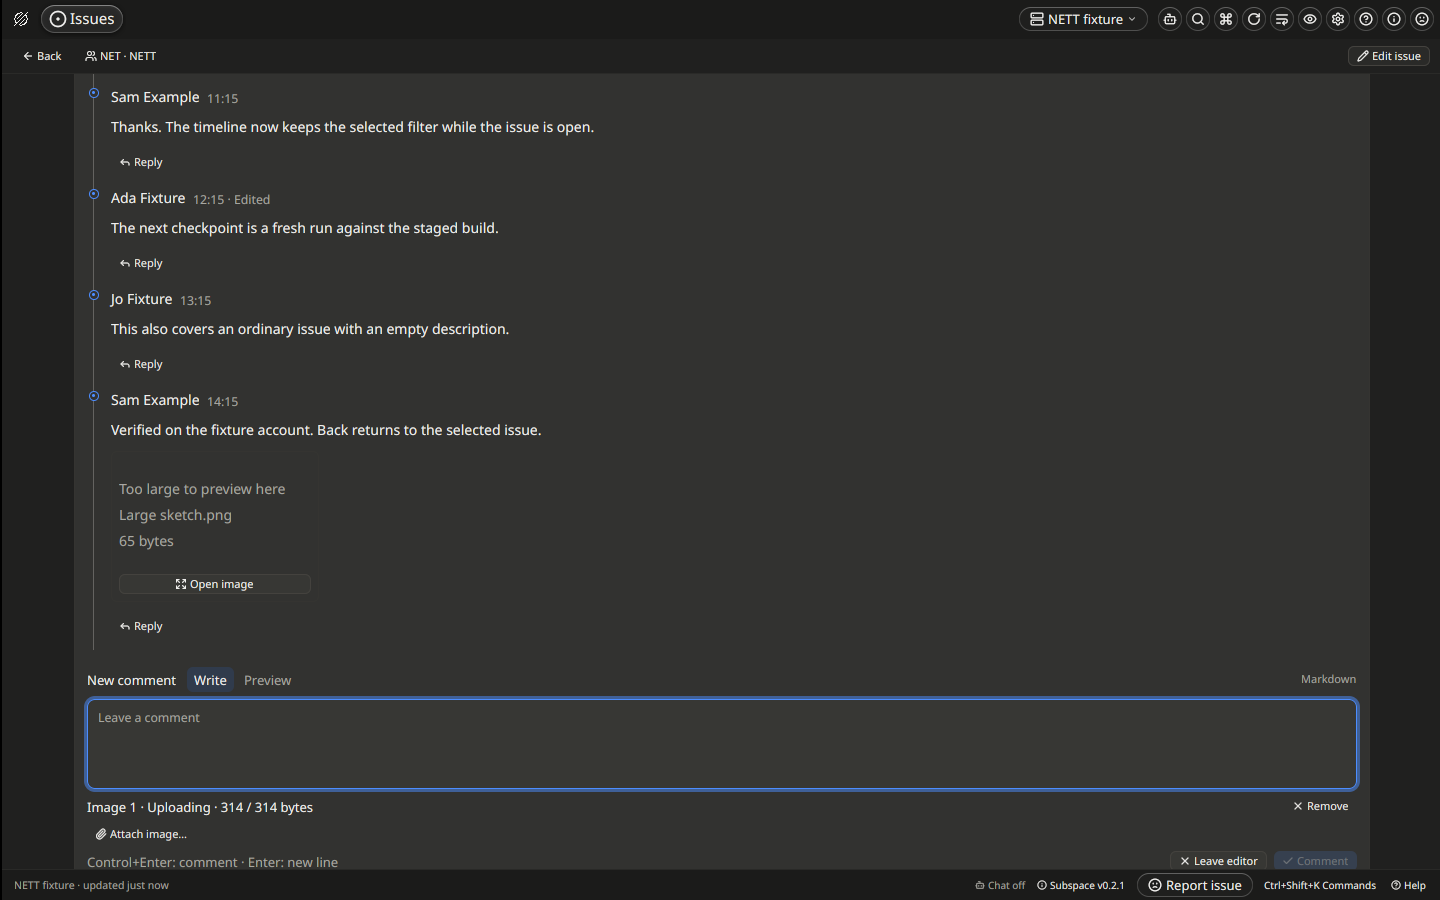 Issues
NETT fixture
Back
NET · NETT
Edit issue
Sam Example 11:15
Thanks. The timeline now keeps the selected filter while the issue is open.
Reply
Ada Fixture 12:15 · Edited
The next checkpoint is a fresh run against the staged build.
Reply
Jo Fixture 13:15
This also covers an ordinary issue with an empty description.
Reply
Sam Example 14:15
Verified on the fixture account. Back returns to the selected issue.
Too large to preview here
Large sketch.png
65 bytes
Open image
Reply
New comment Write Preview Markdown
Leave a comment
Image 1 · Uploading · 314 / 314 bytes Remove
Attach image...
Control+Enter: comment · Enter: new line Leave editor Comment
NETT fixture · updated just now Chat off Subspace v0.2.1 Report issue Ctrl+Shift+K Commands Help